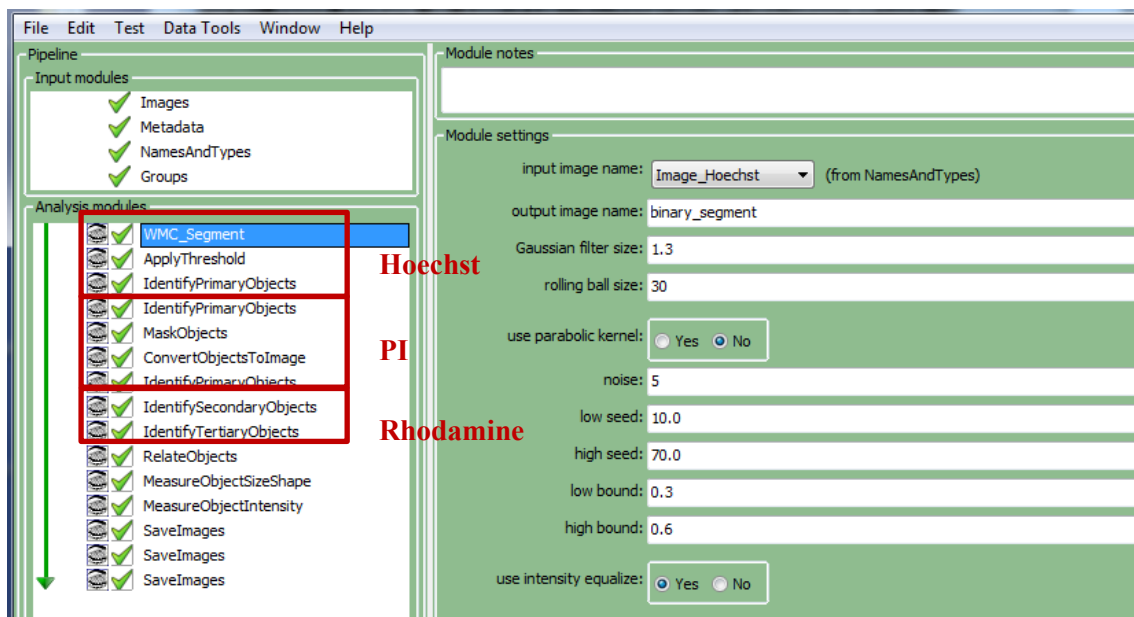 File Edit Test Data Tools Window Help
Pipeline
Input modules
Images
Metadata
NamesAndTypes
Groups
Analysis modules
WMC_Segment
ApplyThreshold
IdentifyPrimaryObjects
Hoechst
IdentifyPrimaryObjects
MaskObjects
ConvertObjectsToImage
IdentifyPrimaryObjects
PI
IdentifySecondaryObjects
IdentifyTertiaryObjects
Rhodamine
RelateObjects
MeasureObjectSizeShape
MeasureObjectIntensity
SaveImages
SaveImages
SaveImages
Module notes
Module settings
input image name: Image_Hoechst (from NamesAndTypes)
output image name: binary_segment
Gaussian filter size: 1.3
rolling ball size: 30
use parabolic kernel: Yes No
noise: 5
low seed: 10.0
high seed: 70.0
low bound: 0.3
high bound: 0.6
use intensity equalize: Yes No